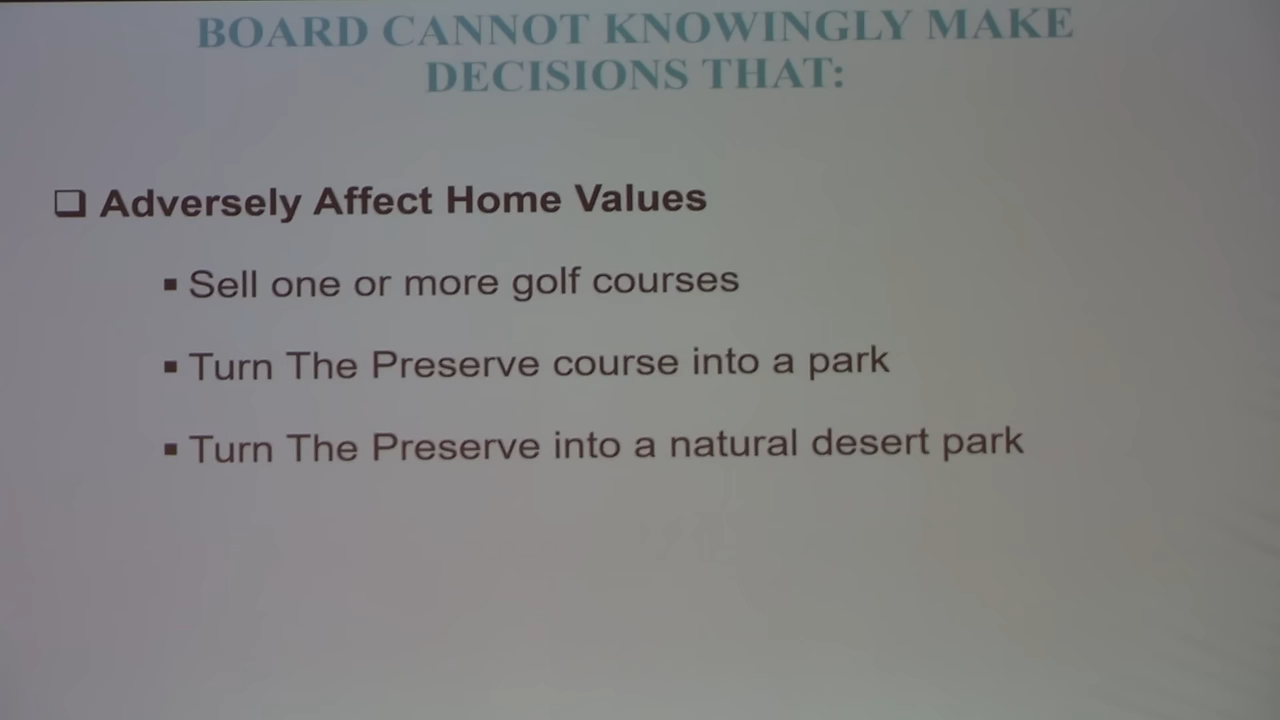 BOARD CANNOT KNOWINGLY MAKE
DECISIONS THAT:
❑ Adversely Affect Home Values
▪ Sell one or more golf courses
▪ Turn The Preserve course into a park
▪ Turn The Preserve into a natural desert park